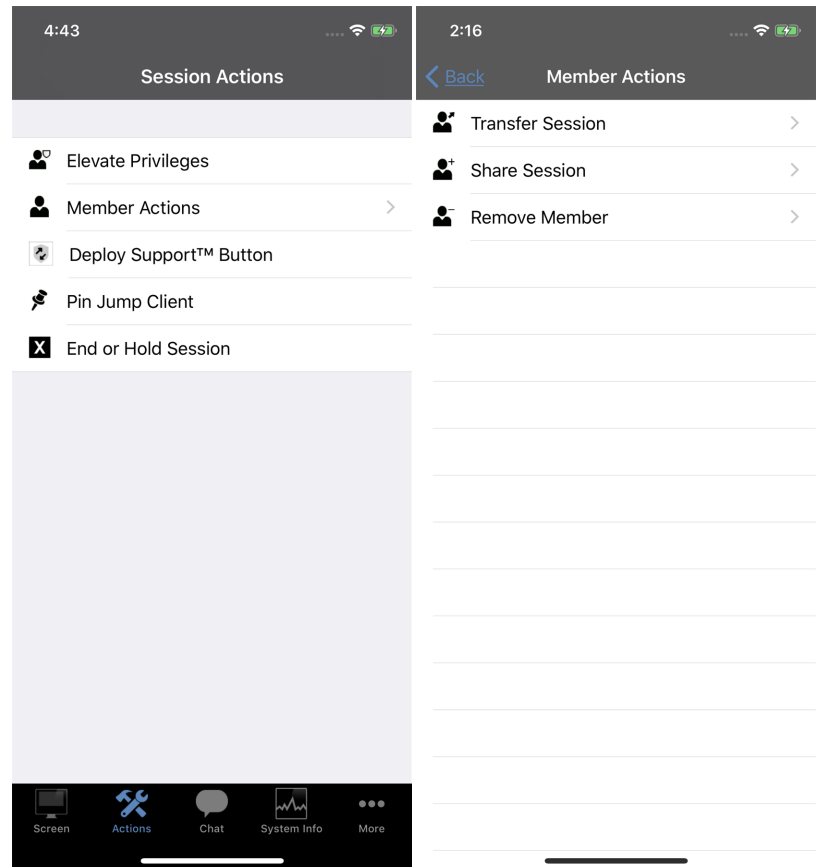 4:43
Session Actions
Elevate Privileges
Member Actions
Deploy Support™ Button
Pin Jump Client
X End or Hold Session
Screen Actions Chat System Info More
2:16
Back Member Actions
Transfer Session
Share Session
Remove Member